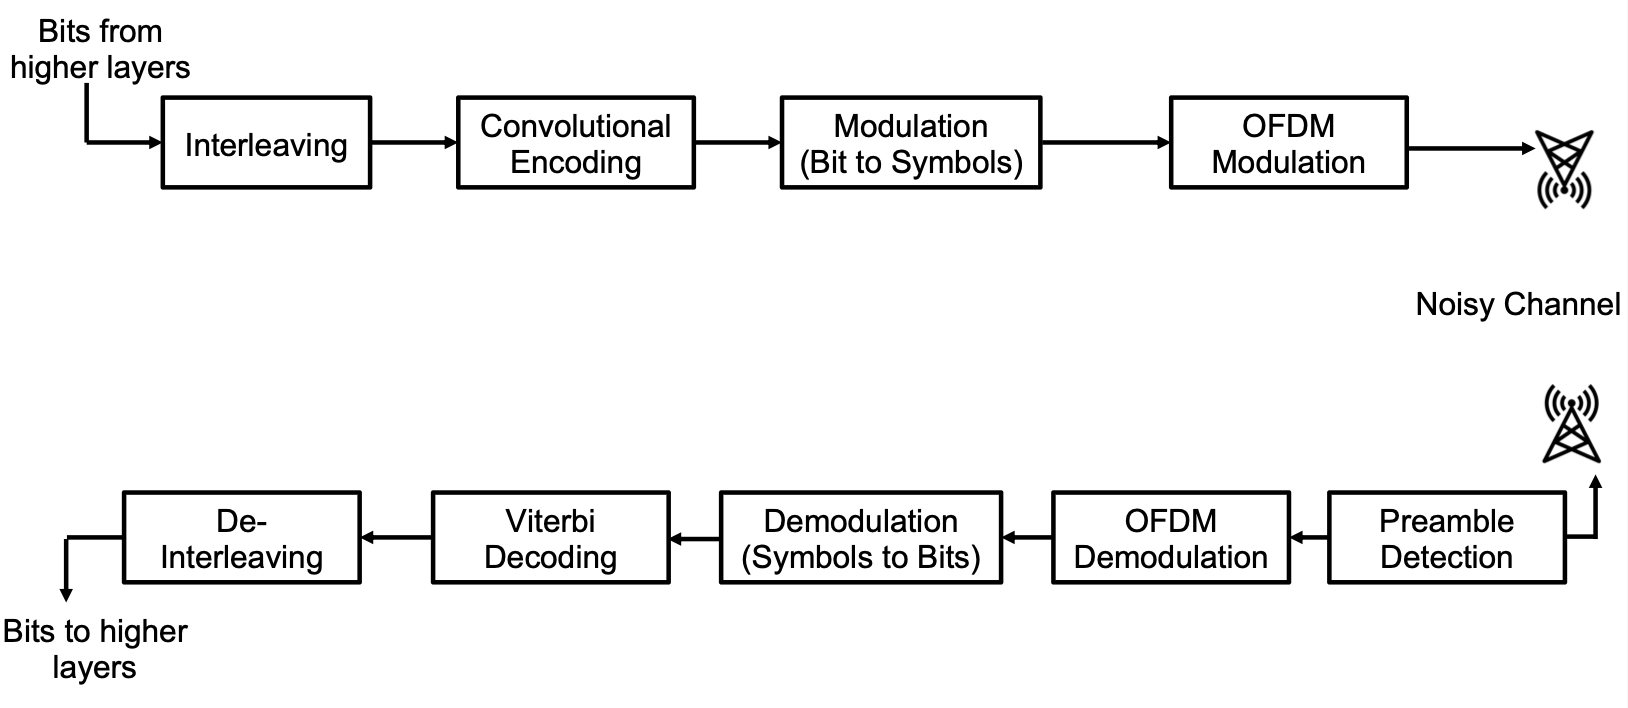 Bits from
higher layers
Interleaving
Convolutional
Encoding
Modulation
(Bit to Symbols)
OFDM
Modulation
Noisy Channel
De-
Interleaving
Viterbi
Decoding
Demodulation
(Symbols to Bits)
OFDM
Demodulation
Preamble
Detection
Bits to higher
layers